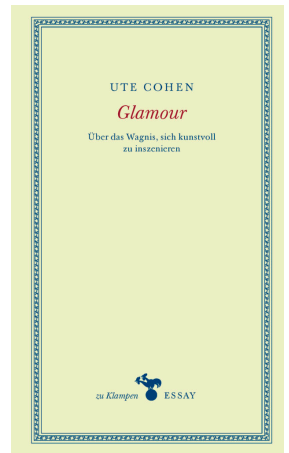 UTE COHEN
Glamour
Über das Wagnis, sich kunstvoll
zu inszenieren
zu Klampen ESSAY